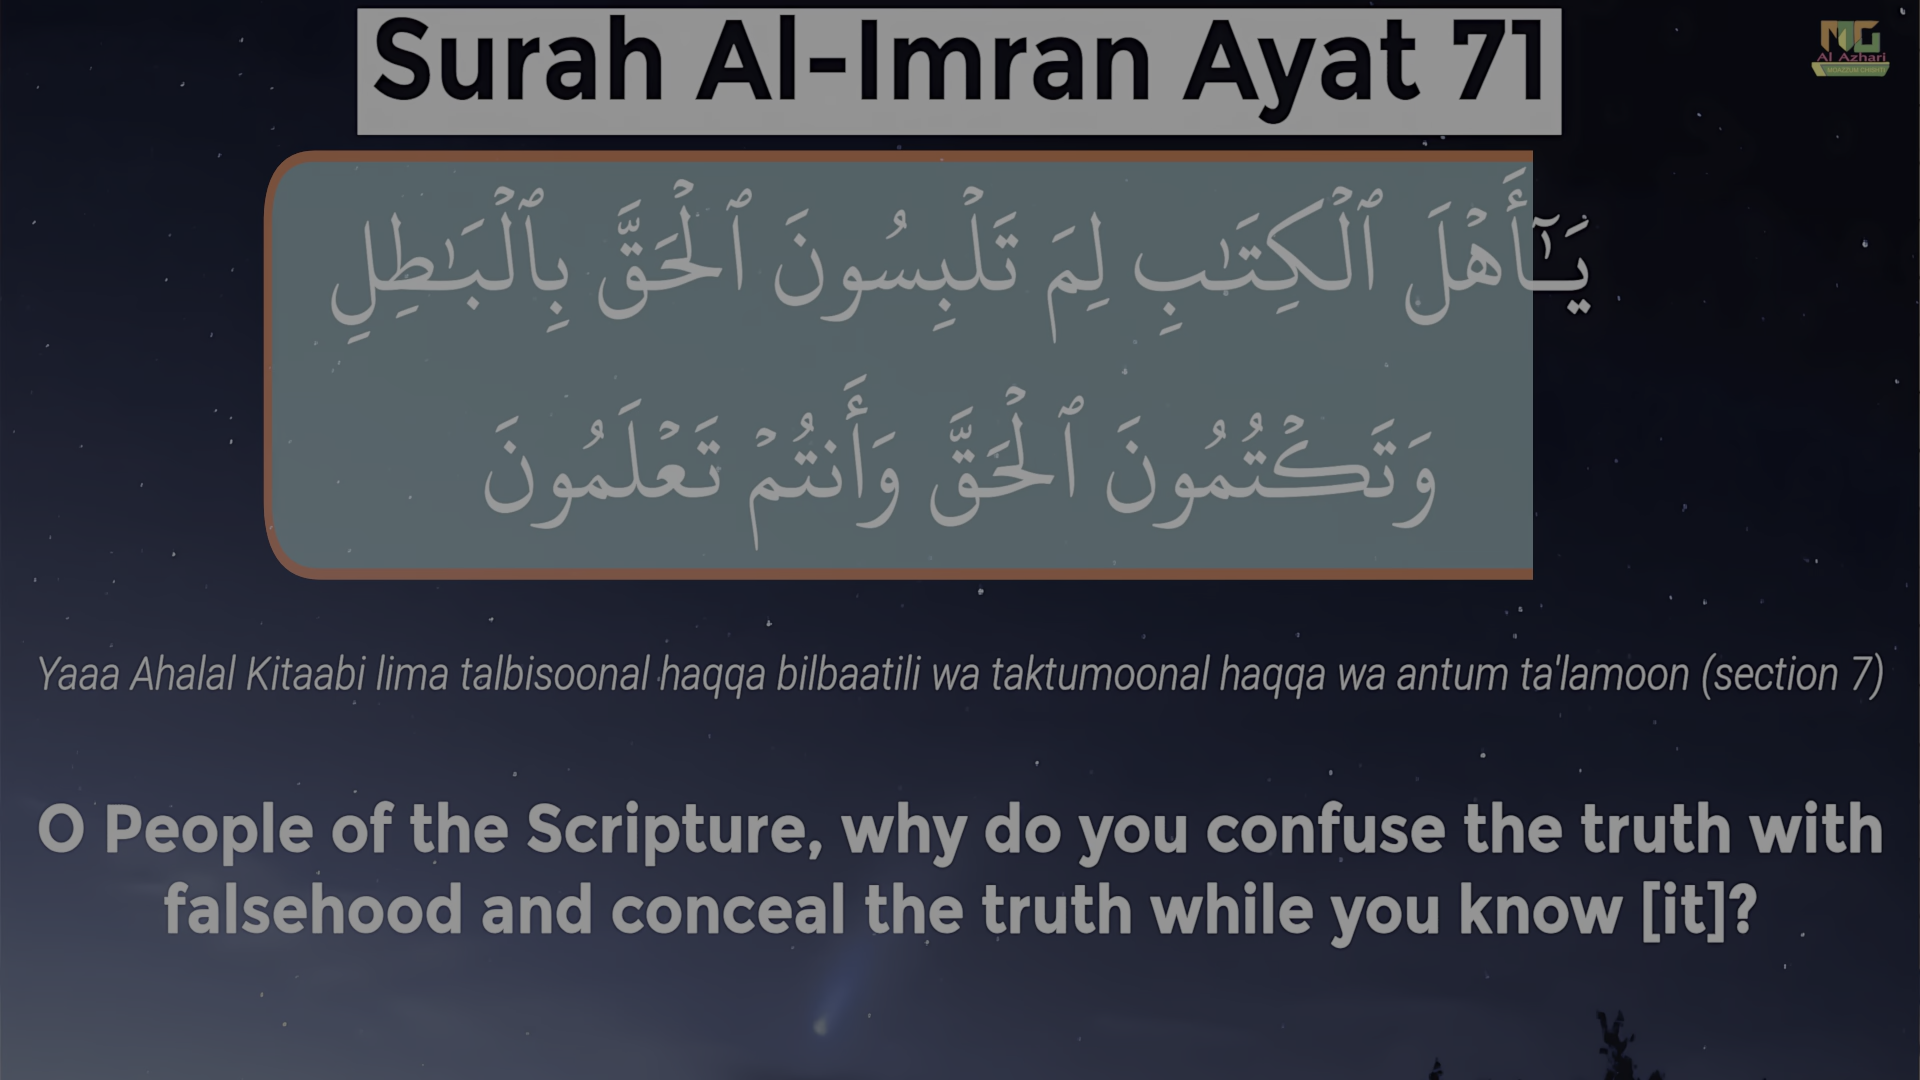 Surah Al-Imran Ayat 71
MG
Al Azhari
يَـٰٓأَهْلَ ٱلْكِتَـٰبِ لِمَ تَلْبِسُونَ ٱلْحَقَّ بِٱلْبَـٰطِلِ
وَتَكْتُمُونَ ٱلْحَقَّ وَأَنتُمْ تَعْلَمُونَ
Yaaa Ahalal Kitaabi lima talbisoonal haqqa bilbaatili wa taktumoonal haqqa wa antum ta'lamoon (section 7)
O People of the Scripture, why do you confuse the truth with
falsehood and conceal the truth while you know [it]?